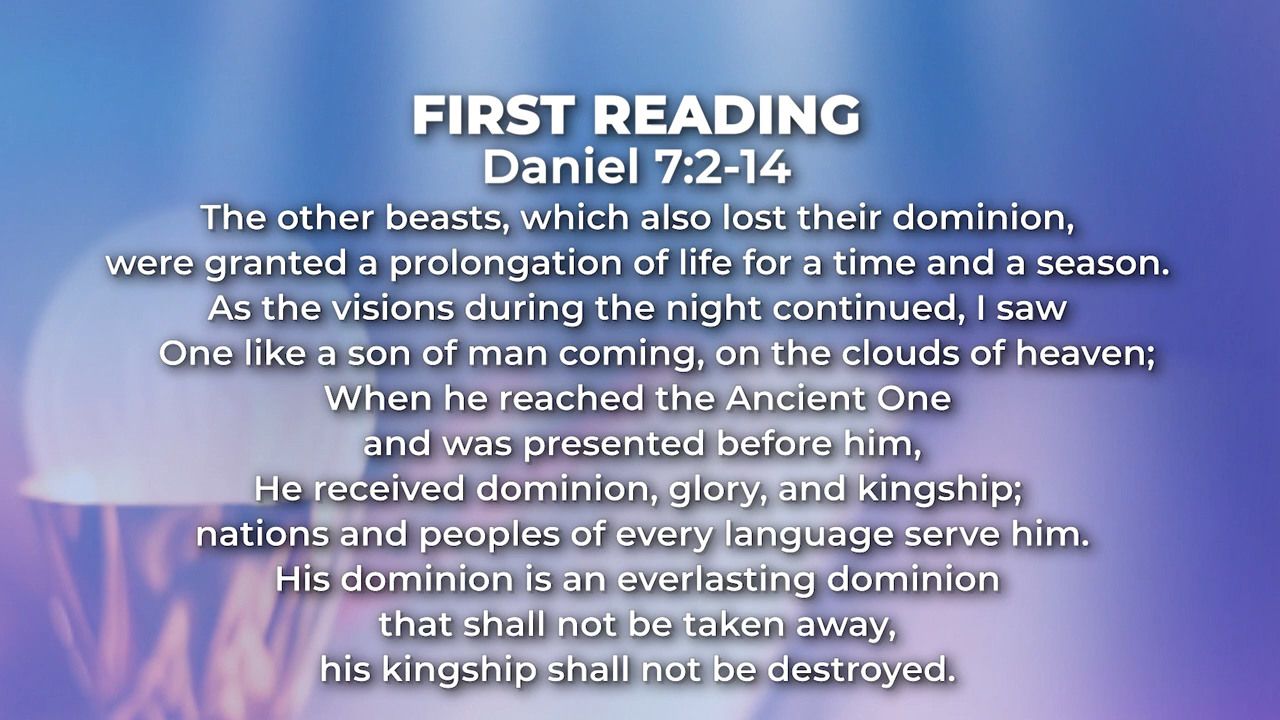 FIRST READING
Daniel 7:2-14
The other beasts, which also lost their dominion,
were granted a prolongation of life for a time and a season.
As the visions during the night continued, I saw
One like a son of man coming, on the clouds of heaven;
When he reached the Ancient One
and was presented before him,
He received dominion, glory, and kingship;
nations and peoples of every language serve him.
His dominion is an everlasting dominion
that shall not be taken away,
his kingship shall not be destroyed.